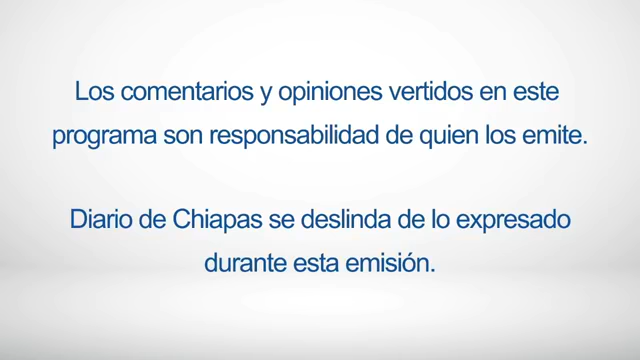 Los comentarios y opiniones vertidos en este
programa son responsabilidad de quien los emite.
Diario de Chiapas se deslinda de lo expresado
durante esta emisión.